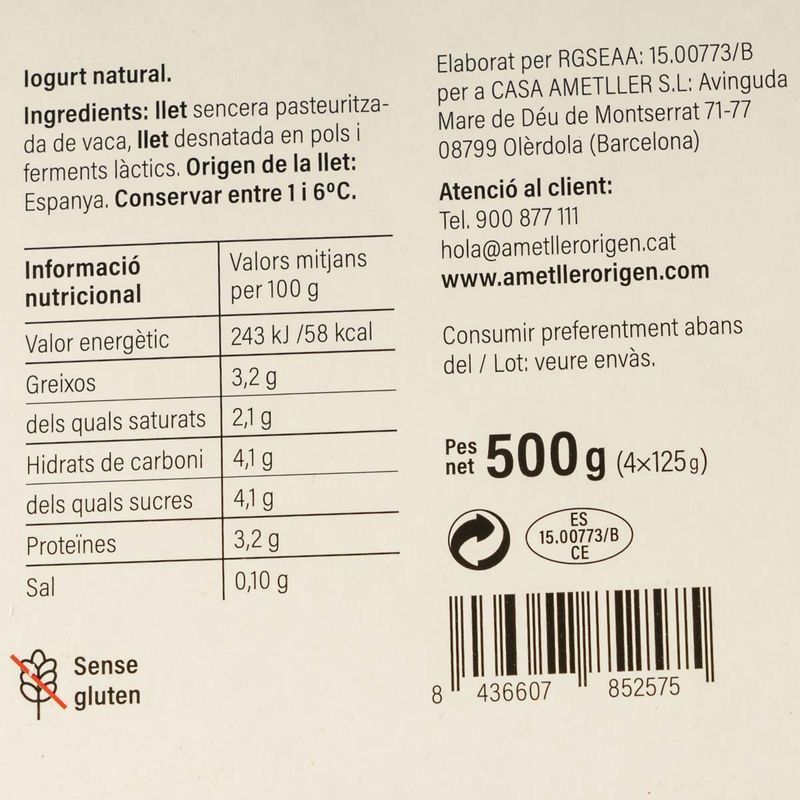 Iogurt natural.
Ingredients: llet sencera pasteuritza-
da de vaca, llet desnatada en pols i
ferments làctics. Origen de la llet:
Espanya. Conservar entre 1 i 6ºC.
Informació
nutricional
Valors mitjans
per 100 g
Valor energètic 243 kJ /58 kcal
Greixos 3,2 g
dels quals saturats 2,1 g
Hidrats de carboni 4,1 g
dels quals sucres 4,1 g
Proteïnes 3,2 g
Sal 0,10 g
Sense
gluten
Elaborat per RGSEAA: 15.00773/B
per a CASA AMETLLER S.L: Avinguda
Mare de Déu de Montserrat 71-77
08799 Olèrdola (Barcelona)
Atenció al client:
Tel. 900 877 111
hola@ametllerorigen.cat
www.ametllerorigen.com
Consumir preferentment abans
del / Lot: veure envàs.
Pes
net 500g (4×125g)
ES
15.00773/B
CE
8 436607 852575